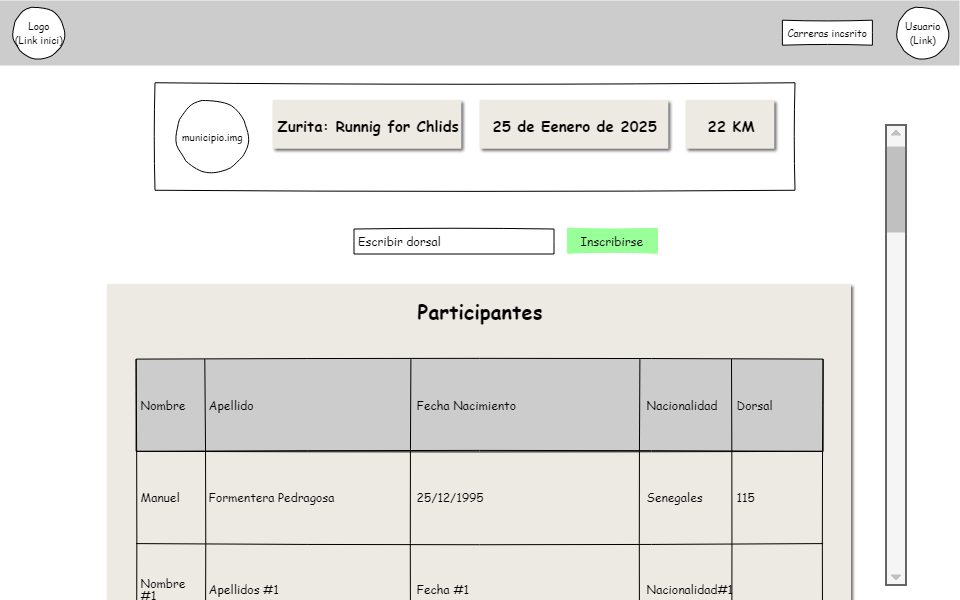 Logo
(Link inici)
Carreras incsrito
Usuario
(Link)
municipio.img
Zurita: Runnig for Chlids
25 de Eenero de 2025
22 KM
Escribir dorsal
Inscribirse
Participantes
Nombre
Apellido
Fecha Nacimiento
Nacionalidad
Dorsal
Manuel
Formentera Pedragosa
25/12/1995
Senegales
115
Nombre
#1
Apellidos #1
Fecha #1
Nacionalidad#1